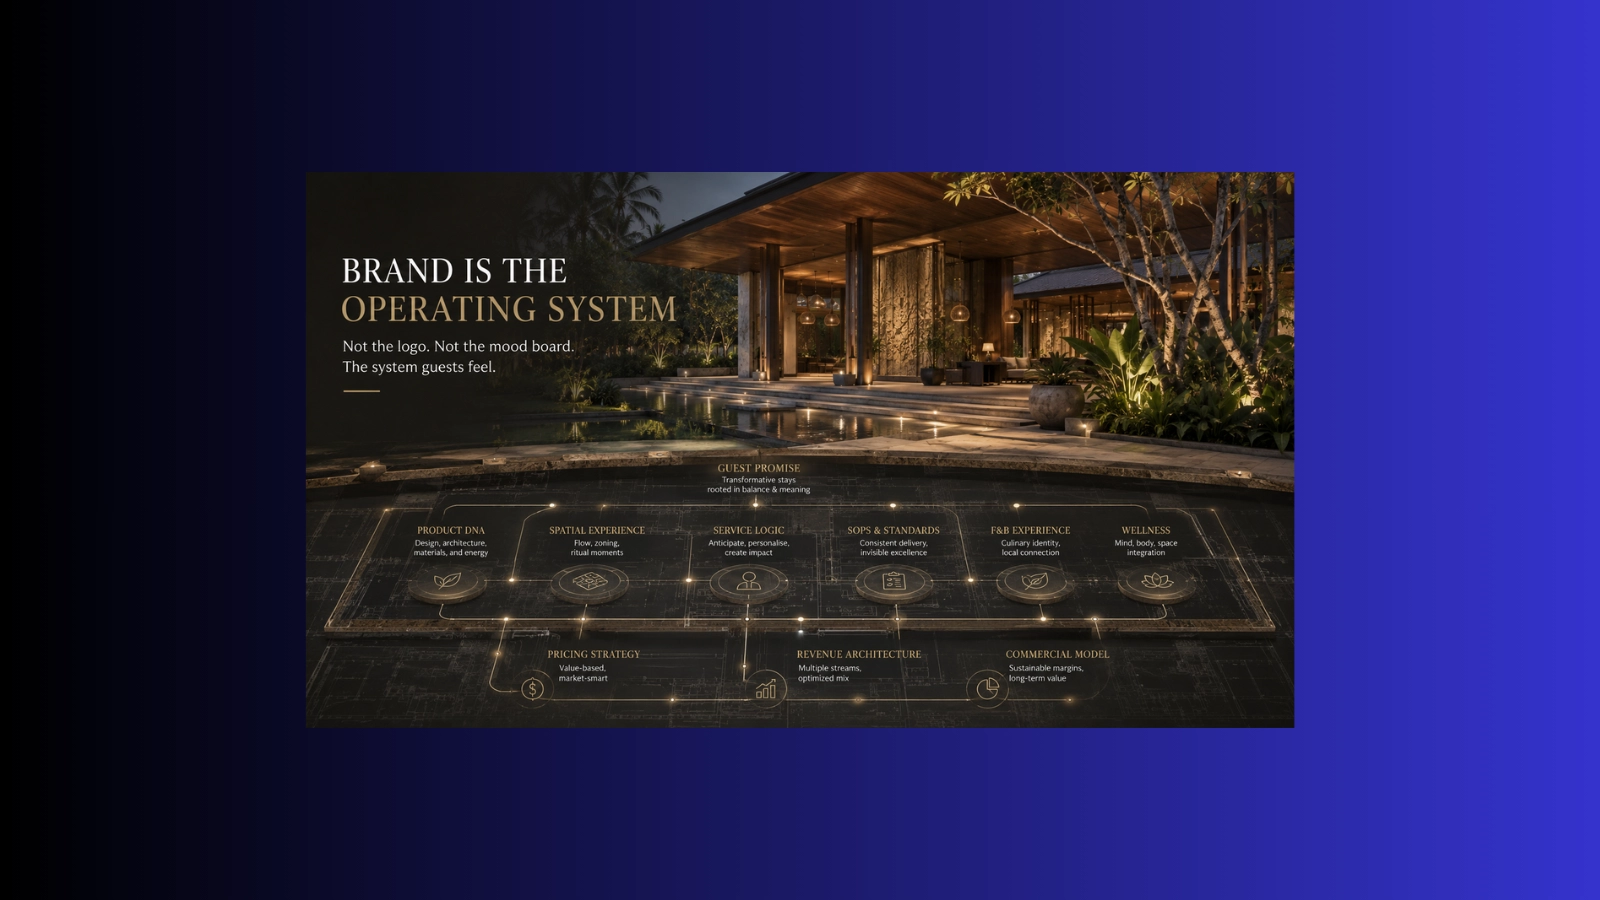 BRAND IS THE
OPERATING SYSTEM
Not the logo. Not the mood board.
The system guests feel.
GUEST PROMISE
Transformative stays
rooted in balance & meaning
PRODUCT DNA
Design, architecture,
materials, and energy
SPATIAL EXPERIENCE
Flow, zoning,
ritual moments
SERVICE LOGIC
Anticipate, personalise,
create impact
SOPS & STANDARDS
Consistent delivery,
invisible excellence
F&B EXPERIENCE
Culinary identity,
local connection
WELLNESS
Mind, body, space
integration
PRICING STRATEGY
Value-based,
market-smart
$
REVENUE ARCHITECTURE
Multiple streams,
optimized mix
COMMERCIAL MODEL
Sustainable margins,
long-term value